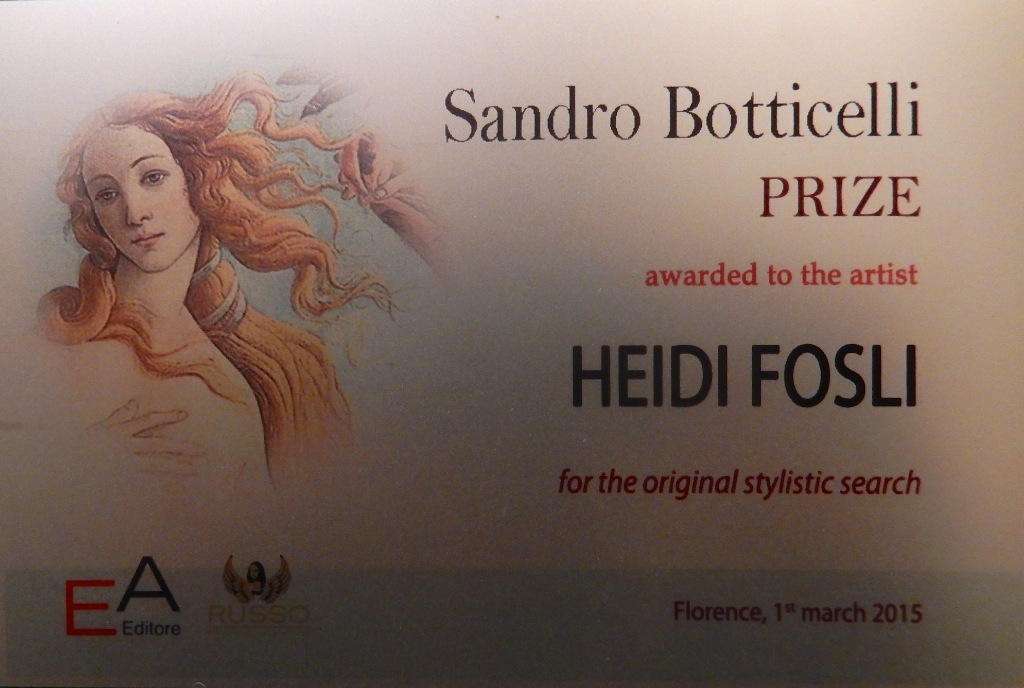 Sandro Botticelli
PRIZE
awarded to the artist
HEIDI FOSLI
for the original stylistic search
EA
Editore
RUSSO
Florence, 1st march 2015